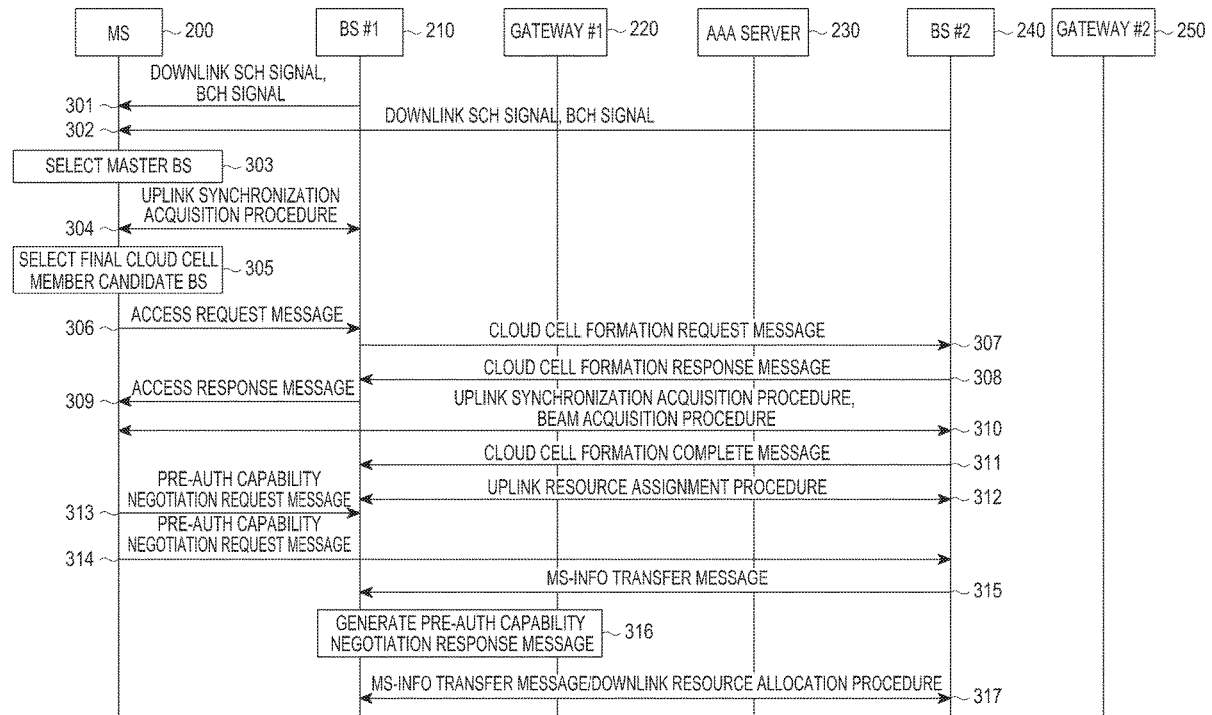 MS 200
BS #1 210
GATEWAY #1 220
AAA SERVER 230
BS #2 240
GATEWAY #2 250
DOWNLINK SCH SIGNAL,
BCH SIGNAL
301
DOWNLINK SCH SIGNAL, BCH SIGNAL
302
SELECT MASTER BS 303
UPLINK SYNCHRONIZATION
ACQUISITION PROCEDURE
304
SELECT FINAL CLOUD CELL
MEMBER CANDIDATE BS
305
ACCESS REQUEST MESSAGE
306
CLOUD CELL FORMATION REQUEST MESSAGE
307
CLOUD CELL FORMATION RESPONSE MESSAGE
308
ACCESS RESPONSE MESSAGE
309
UPLINK SYNCHRONIZATION ACQUISITION PROCEDURE,
BEAM ACQUISITION PROCEDURE
310
CLOUD CELL FORMATION COMPLETE MESSAGE
311
UPLINK RESOURCE ASSIGNMENT PROCEDURE
312
PRE-AUTH CAPABILITY
NEGOTIATION REQUEST MESSAGE
313
PRE-AUTH CAPABILITY
NEGOTIATION REQUEST MESSAGE
314
MS-INFO TRANSFER MESSAGE
315
GENERATE PRE-AUTH CAPABILITY
NEGOTIATION RESPONSE MESSAGE
316
MS-INFO TRANSFER MESSAGE/DOWNLINK RESOURCE ALLOCATION PROCEDURE
317